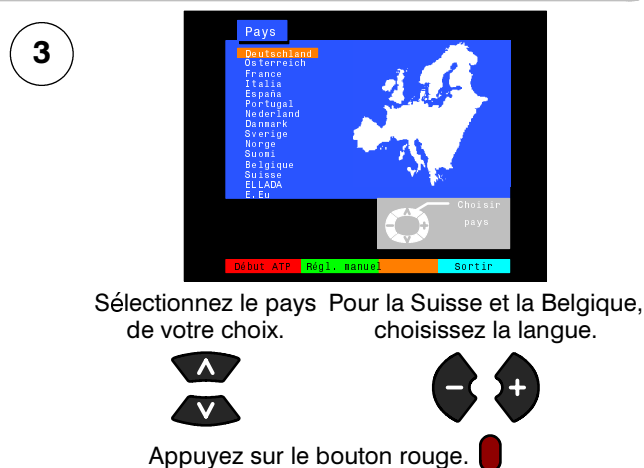 3
Pays
Deutschland
Osterreich
France
Italia
España
Portugal
Nederland
Danmark
Sverige
Norge
Suomi
Belgique
Suisse
ELLADA
E.Eu
Choisir
pays
Début ATP Régl. manuel Sortir
Sélectionnez le pays
de votre choix.
Pour la Suisse et la Belgique,
choisissez la langue.
Appuyez sur le bouton rouge.